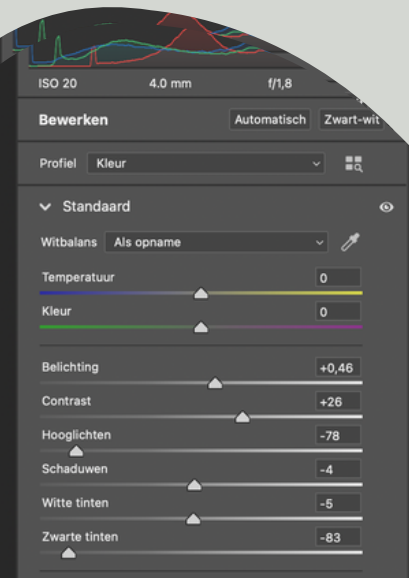 ISO 20 4.0 mm f/1,8
Bewerken Automatisch Zwart-wit
Profiel Kleur
Standaard
Witbalans Als opname
Temperatuur 0
Kleur 0
Belichting +0,46
Contrast +26
Hooglichten -78
Schaduwen -4
Witte tinten -5
Zwarte tinten -83